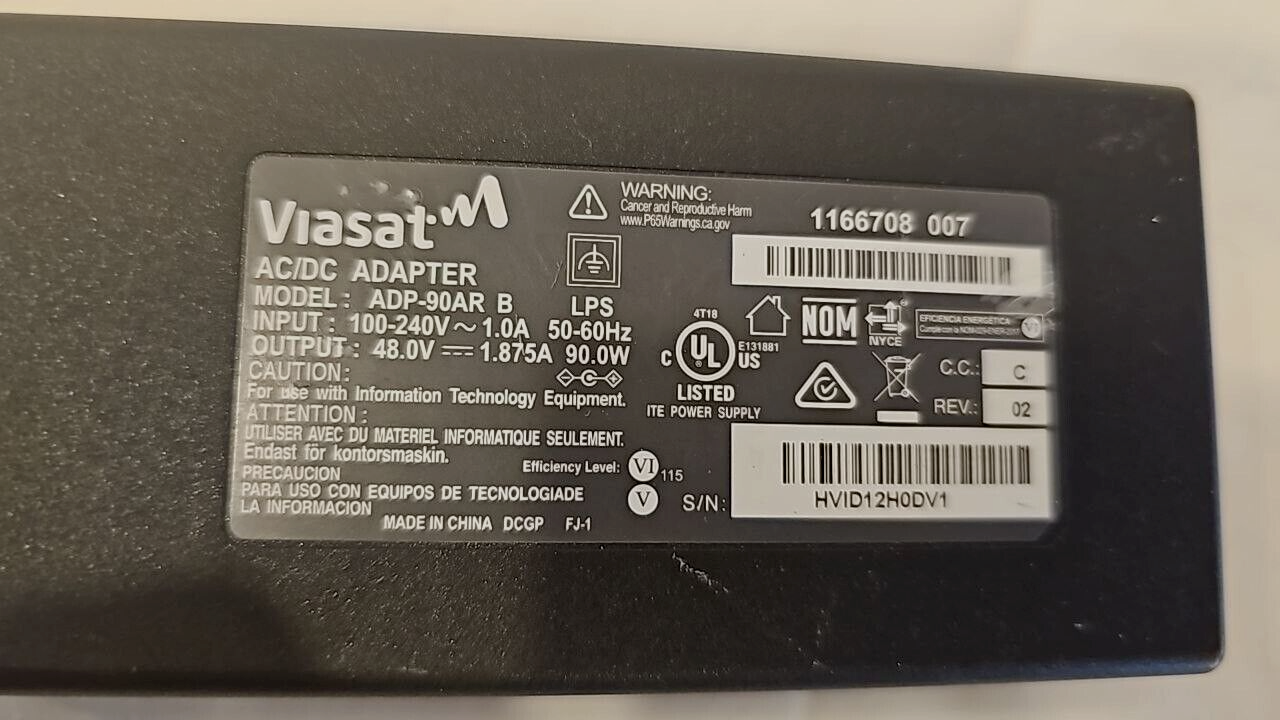 Viasat
AC/DC ADAPTER
MODEL: ADP-90AR B
INPUT: 100-240V~1.0A 50-60Hz
OUTPUT: 48.0V⎓1.875A 90.0W
CAUTION:
For use with Information Technology Equipment.
ATTENTION:
UTILISER AVEC DU MATERIEL INFORMATIQUE SEULEMENT.
Endast för kontorsmaskin.
PRECAUCION
PARA USO CON EQUIPOS DE TECNOLOGIADE
LA INFORMACION
MADE IN CHINA DCGP FJ-1
Efficiency Level: VI 115
V
WARNING:
Cancer and Reproductive Harm
www.P65Warnings.ca.gov
LPS
1166708 007
4T18
C UL US
E131881
LISTED
ITE POWER SUPPLY
NOM
NYCE
EFICIENCIA ENERGETICA
VI
C.C.: C
REV.: 02
S/N:
HVID12H0DV1